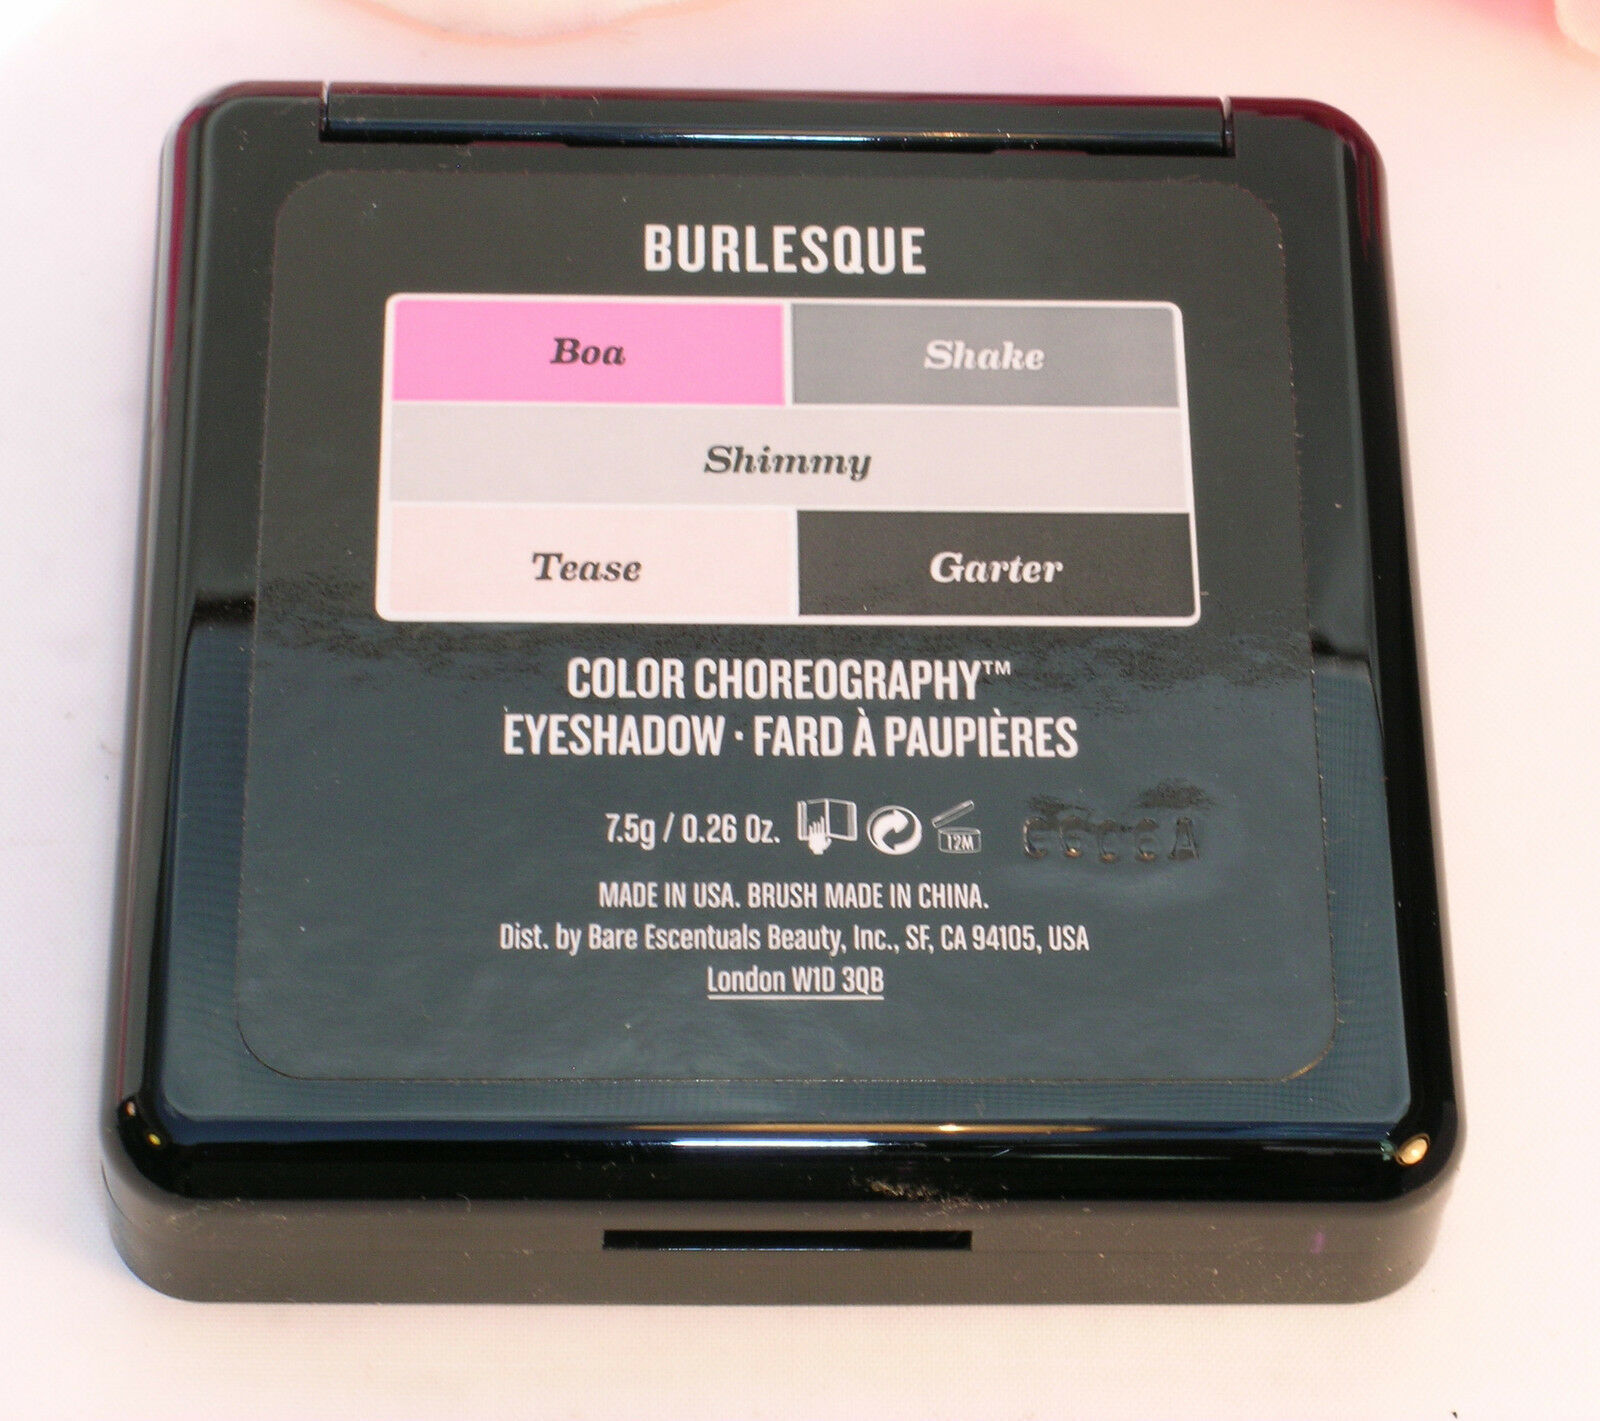 BURLESQUE
Boa Shake
Shimmy
Tease Garter
COLOR CHOREOGRAPHY™
EYESHADOW · FARD À PAUPIÈRES
7.5g / 0.26 Oz. 12M
MADE IN USA. BRUSH MADE IN CHINA.
Dist. by Bare Escentuals Beauty, Inc., SF, CA 94105, USA
London W1D 3QB